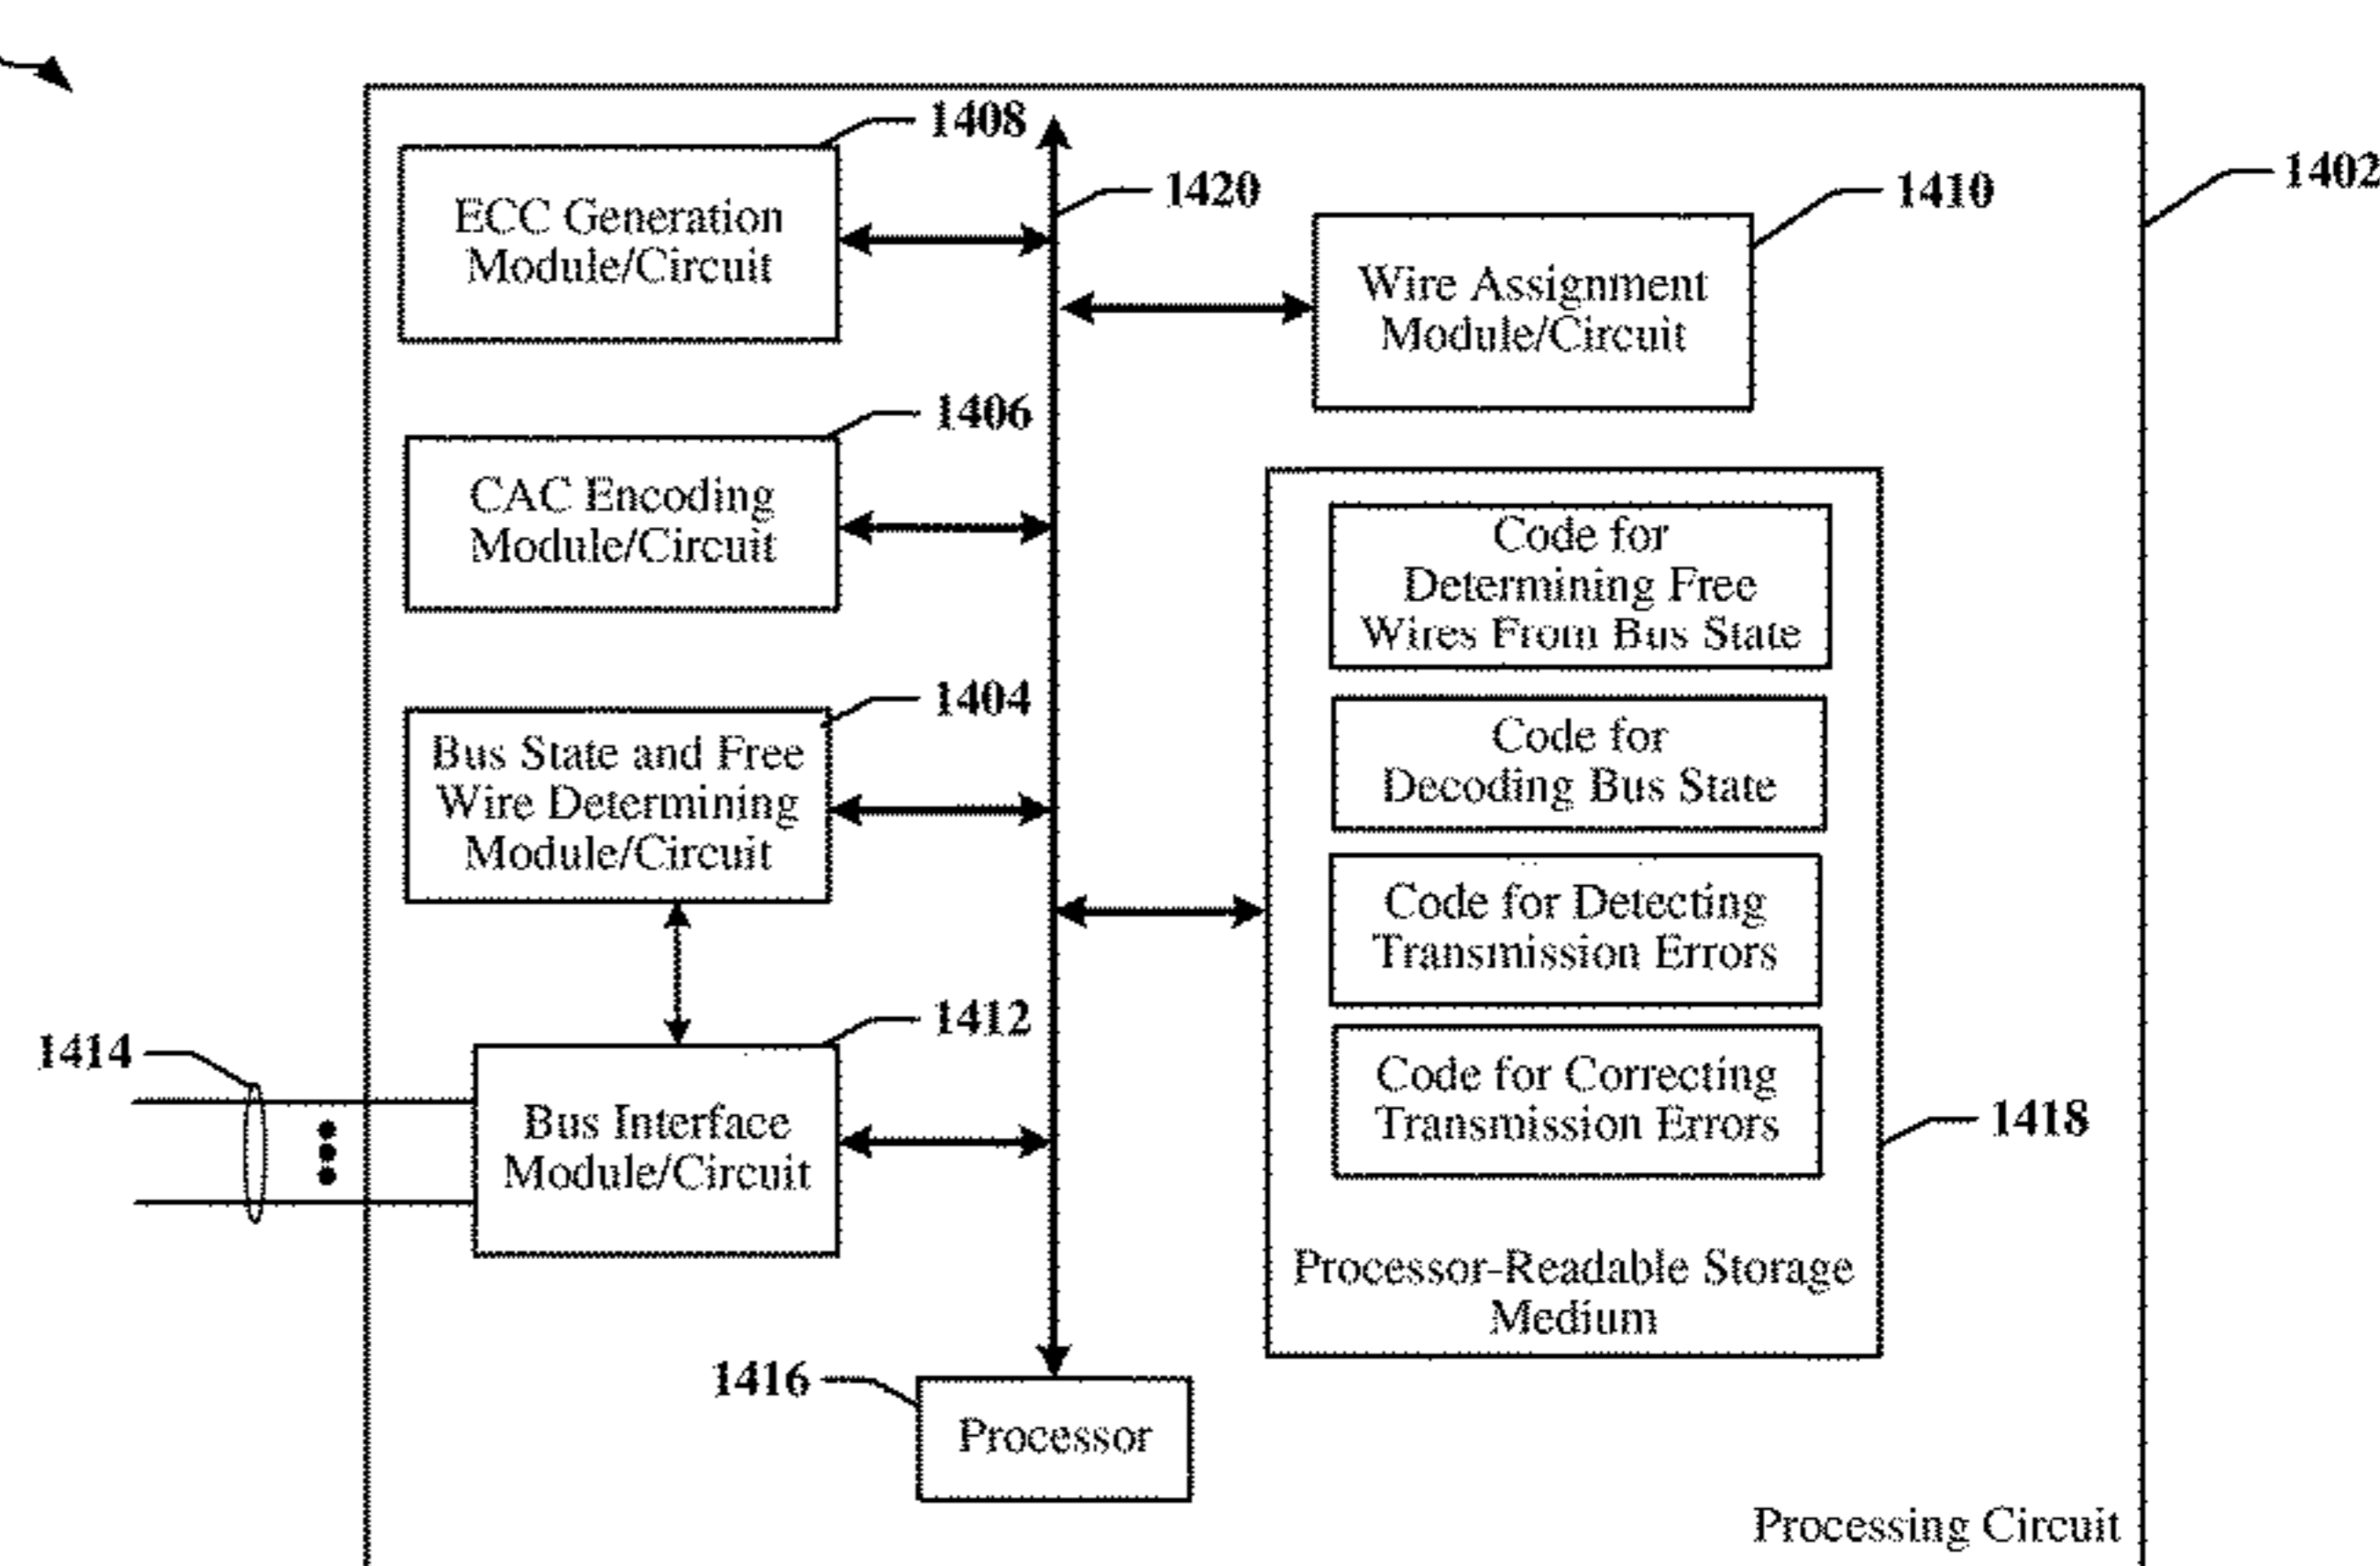 1408
1420
1402
1410
ECC Generation
Module/Circuit
Wire Assignment
Module/Circuit
1406
CAC Encoding
Module/Circuit
Code for
Determining Free
Wires From Bus State
1404
Bus State and Free
Wire Determining
Module/Circuit
Code for
Decoding Bus State
Code for Detecting
Transmission Errors
1412
1414
Bus Interface
Module/Circuit
Code for Correcting
Transmission Errors
1418
Processor-Readable Storage
Medium
1416
Processor
Processing Circuit